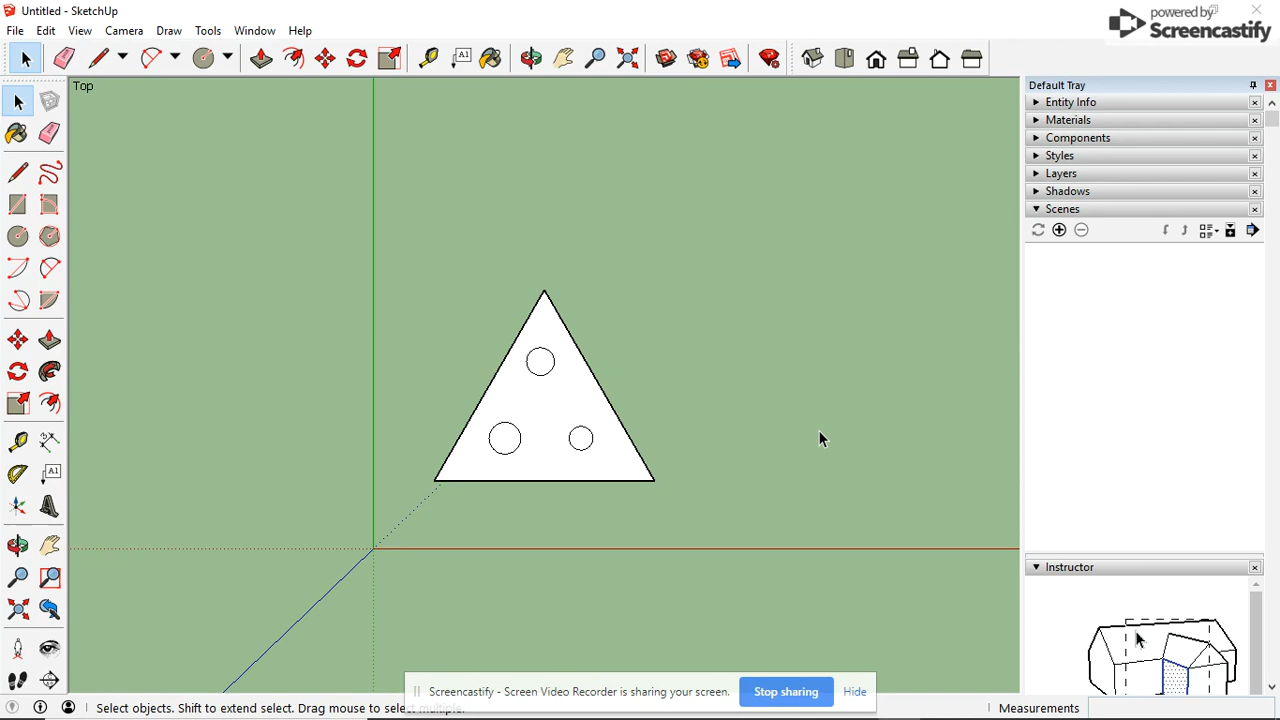 Untitled - SketchUp
powered by
Screencastify
File Edit View Camera Draw Tools Window Help
A1
Top
Default Tray
Entity Info
Materials
Components
Styles
Layers
Shadows
Scenes
A1
Instructor
Screencastify - Screen Video Recorder is sharing your screen. Stop sharing Hide
Select objects. Shift to extend select. Drag mouse to select multiple. Measurements